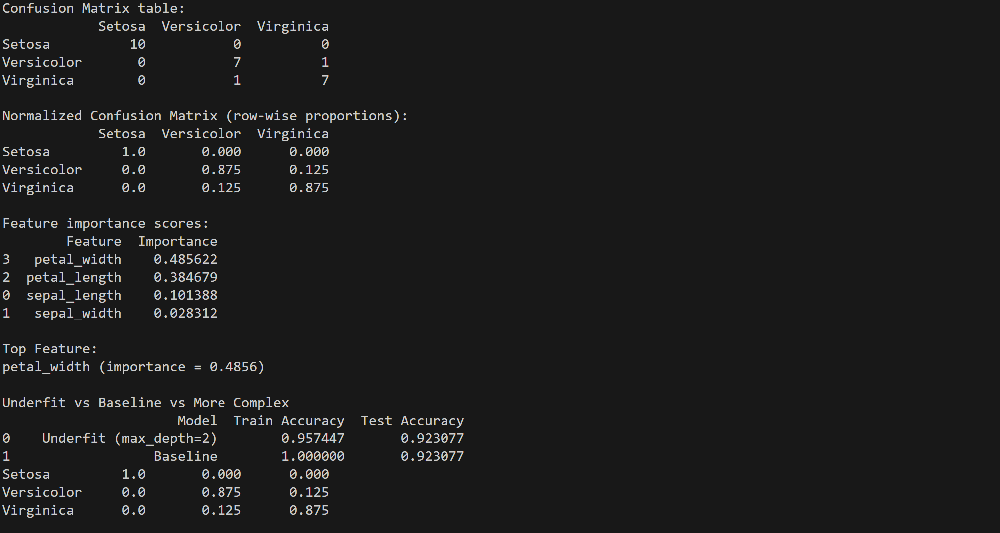 Confusion Matrix table:
            Setosa  Versicolor  Virginica
Setosa          10           0          0
Versicolor       0           7          1
Virginica        0           1          7

Normalized Confusion Matrix (row-wise proportions):
            Setosa  Versicolor  Virginica
Setosa         1.0       0.000      0.000
Versicolor     0.0       0.875      0.125
Virginica      0.0       0.125      0.875

Feature importance scores:
        Feature  Importance
3   petal_width    0.485622
2  petal_length    0.384679
0  sepal_length    0.101388
1   sepal_width    0.028312

Top Feature:
petal_width (importance = 0.4856)

Underfit vs Baseline vs More Complex
                      Model  Train Accuracy  Test Accuracy
0    Underfit (max_depth=2)        0.957447       0.923077
1                  Baseline        1.000000       0.923077
Setosa         1.0       0.000      0.000
Versicolor     0.0       0.875      0.125
Virginica      0.0       0.125      0.875